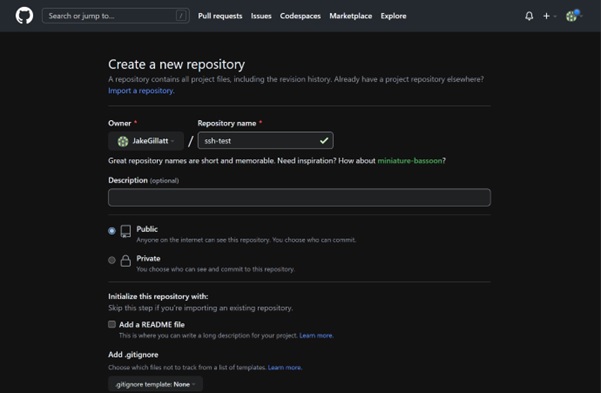 Search or jump to... /
Pull requests Issues Codespaces Marketplace Explore
Create a new repository
A repository contains all project files, including the revision history. Already have a project repository elsewhere?
Import a repository.
Owner * Repository name *
JakeGillatt / ssh-test
Great repository names are short and memorable. Need inspiration? How about miniature-bassoon?
Description (optional)
Public
Anyone on the internet can see this repository. You choose who can commit.
Private
You choose who can see and commit to this repository.
Initialize this repository with:
Skip this step if you're importing an existing repository.
Add a README file
This is where you can write a long description for your project. Learn more.
Add .gitignore
Choose which files not to track from a list of templates. Learn more.
.gitignore template: None